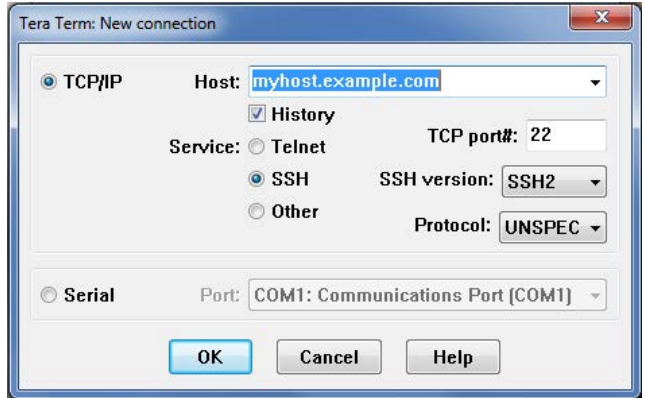 Tera Term: New connection
TCP/IP Host: myhost.example.com
History
Service: Telnet TCP port#: 22
SSH SSH version: SSH2
Other Protocol: UNSPEC
Serial Port: COM1: Communications Port (COM1)
OK Cancel Help